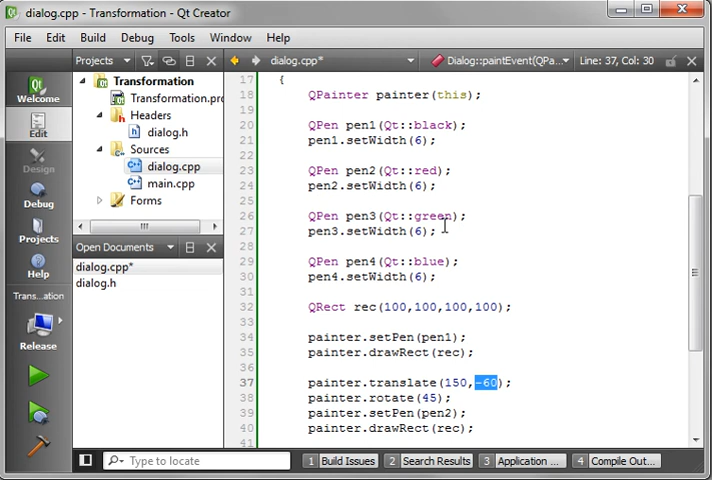 dialog.cpp - Transformation - Qt Creator
File Edit Build Debug Tools Window Help
Projects
dialog.cpp*
Dialog::paintEvent(QPa...
Line: 37, Col: 30
Welcome
Edit
Design
Debug
Projects
Help
Trans...ation
Release
Transformation
Transformation.pro
Headers
dialog.h
Sources
dialog.cpp
main.cpp
Forms
Open Documents
dialog.cpp*
dialog.h
17 {
18 QPainter painter(this);
19
20 QPen pen1(Qt::black);
21 pen1.setWidth(6);
22
23 QPen pen2(Qt::red);
24 pen2.setWidth(6);
25
26 QPen pen3(Qt::green);
27 pen3.setWidth(6);
28
29 QPen pen4(Qt::blue);
30 pen4.setWidth(6);
31
32 QRect rec(100,100,100,100);
33
34 painter.setPen(pen1);
35 painter.drawRect(rec);
36
37 painter.translate(150,-60);
38 painter.rotate(45);
39 painter.setPen(pen2);
40 painter.drawRect(rec);
41
Type to locate
1 Build Issues
2 Search Results
3 Application ...
4 Compile Out...